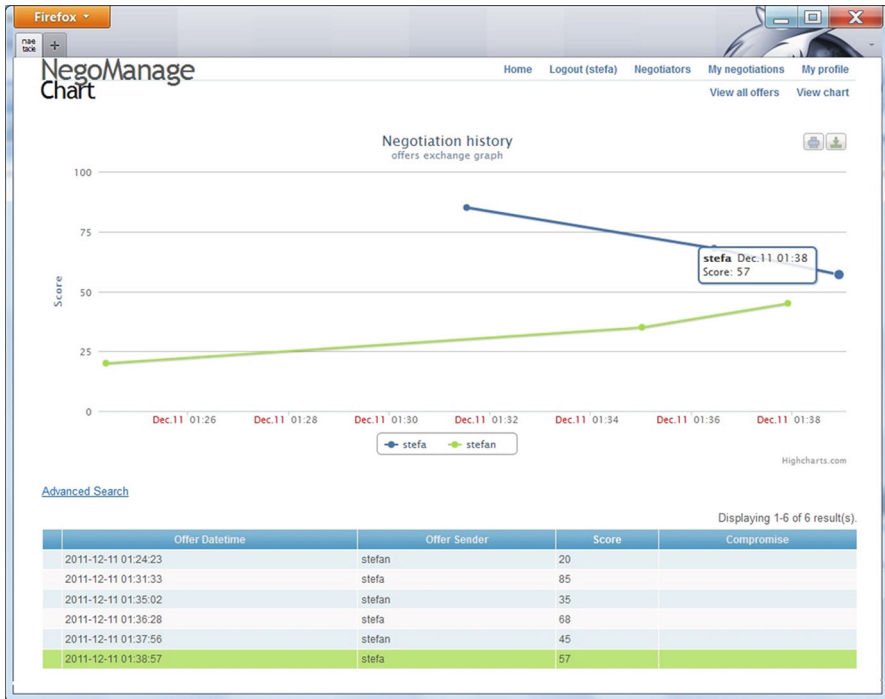 Firefox
nae
tack
+
NegoManage
Chart
Home Logout (stefa) Negotiators My negotiations My profile
View all offers View chart
Negotiation history
offers exchange graph
100
75
stefa Dec.11 01:38
Score: 57
50
Score
25
0
Dec.11 01:26 Dec.11 01:28 Dec.11 01:30 Dec.11 01:32 Dec.11 01:34 Dec.11 01:36 Dec.11 01:38
stefa stefan
Highcharts.com
Advanced Search
Displaying 1-6 of 6 result(s).
Offer Datetime Offer Sender Score Compromise
2011-12-11 01:24:23 stefan 20
2011-12-11 01:31:33 stefa 85
2011-12-11 01:35:02 stefan 35
2011-12-11 01:36:28 stefa 68
2011-12-11 01:37:56 stefan 45
2011-12-11 01:38:57 stefa 57